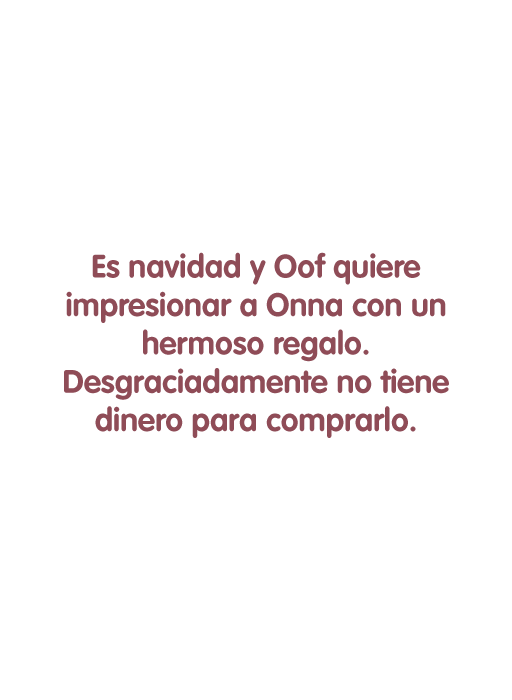 Es navidad y Oof quiere
impresionar a Onna con un
hermoso regalo.
Desgraciadamente no tiene
dinero para comprarlo.